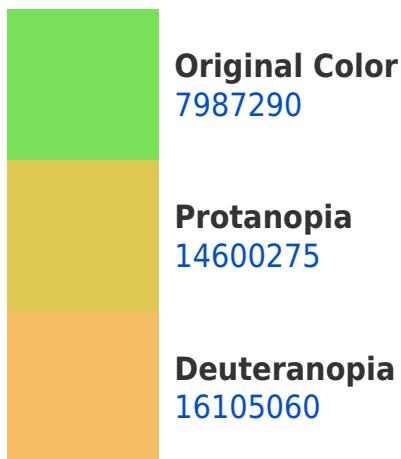 Original Color
7987290
Protanopia
14600275
Deuteranopia
16105060